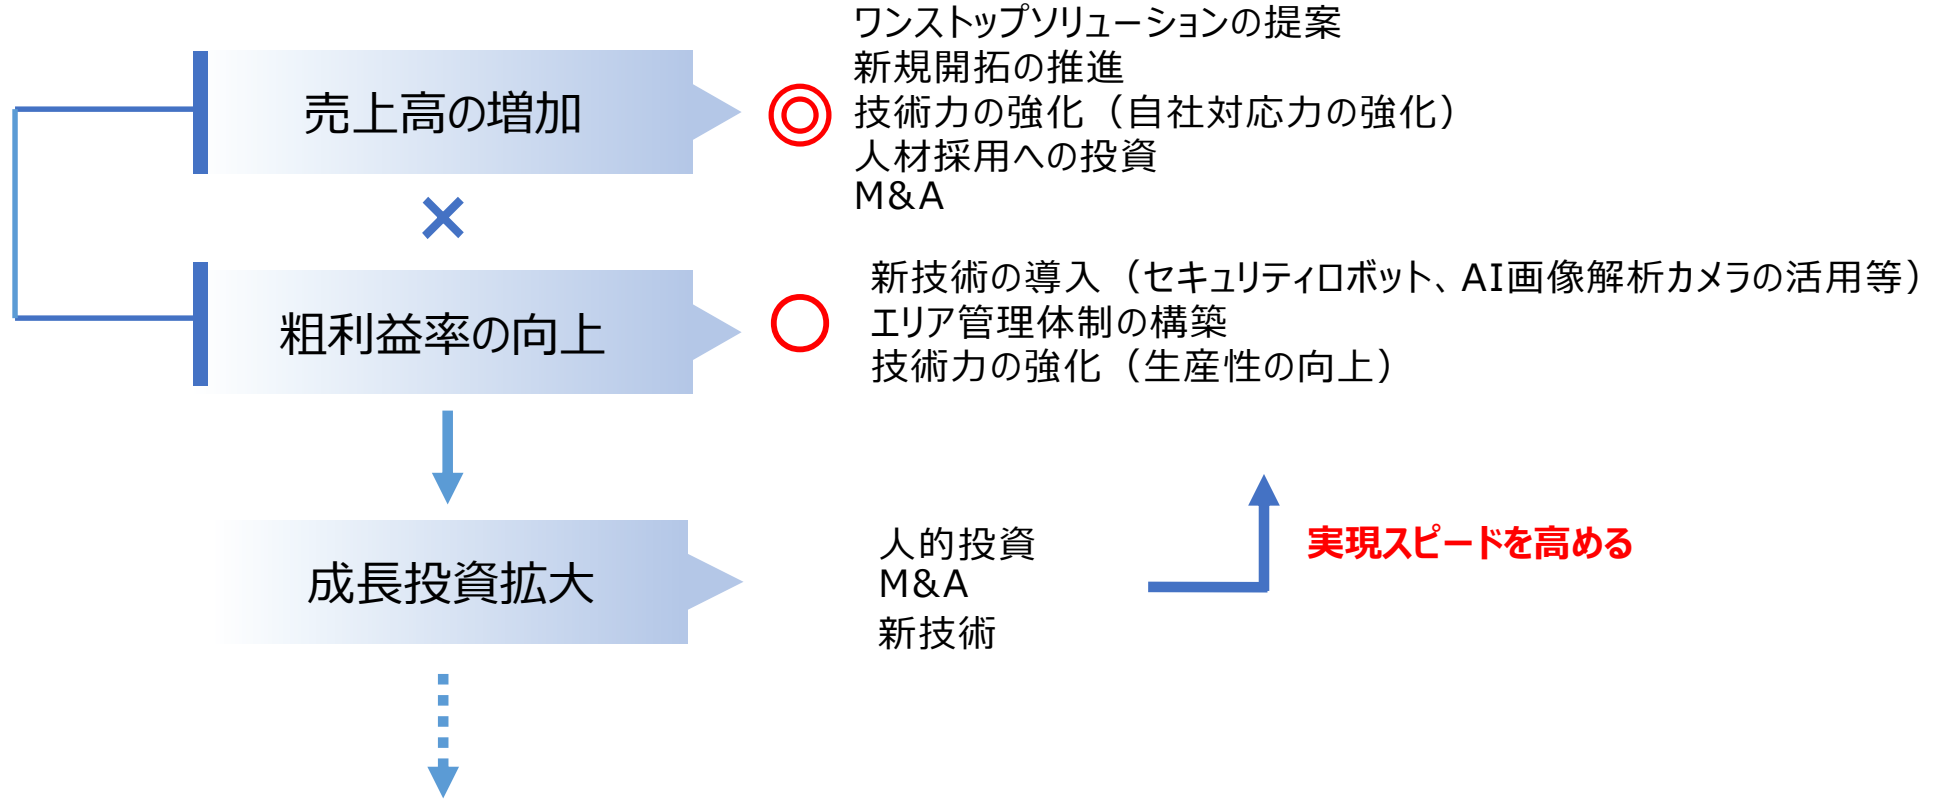 ワンストップソリューションの提案
新規開拓の推進
売上高の増加
◎
技術力の強化（自社対応力の強化）
人材採用への投資
M&A
×
新技術の導入（セキュリティロボット、AI画像解析カメラの活用等）
粗利益率の向上
○
エリア管理体制の構築
技術力の強化（生産性の向上）
成長投資拡大
人的投資
M&A
新技術
実現スピードを高める